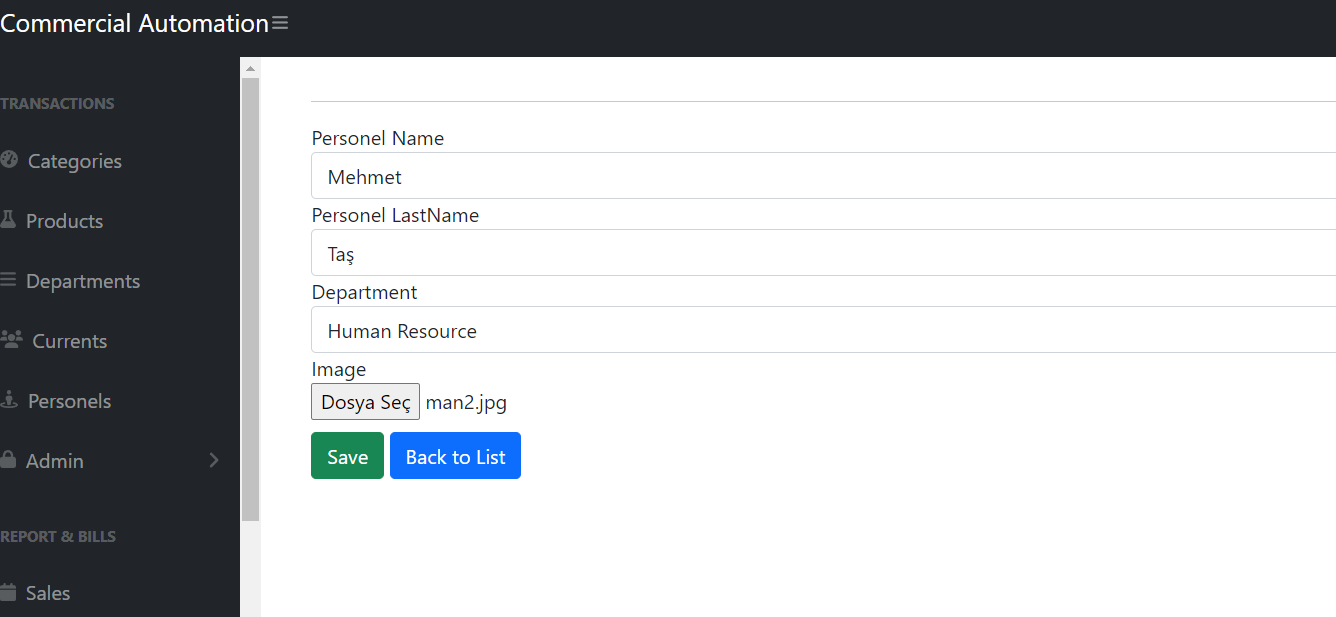 Commercial Automation
TRANSACTIONS
Categories
Products
Departments
Currents
Personels
Admin
REPORT & BILLS
Sales
Personel Name
Mehmet
Personel LastName
Taş
Department
Human Resource
Image
Dosya Seç man2.jpg
Save Back to List